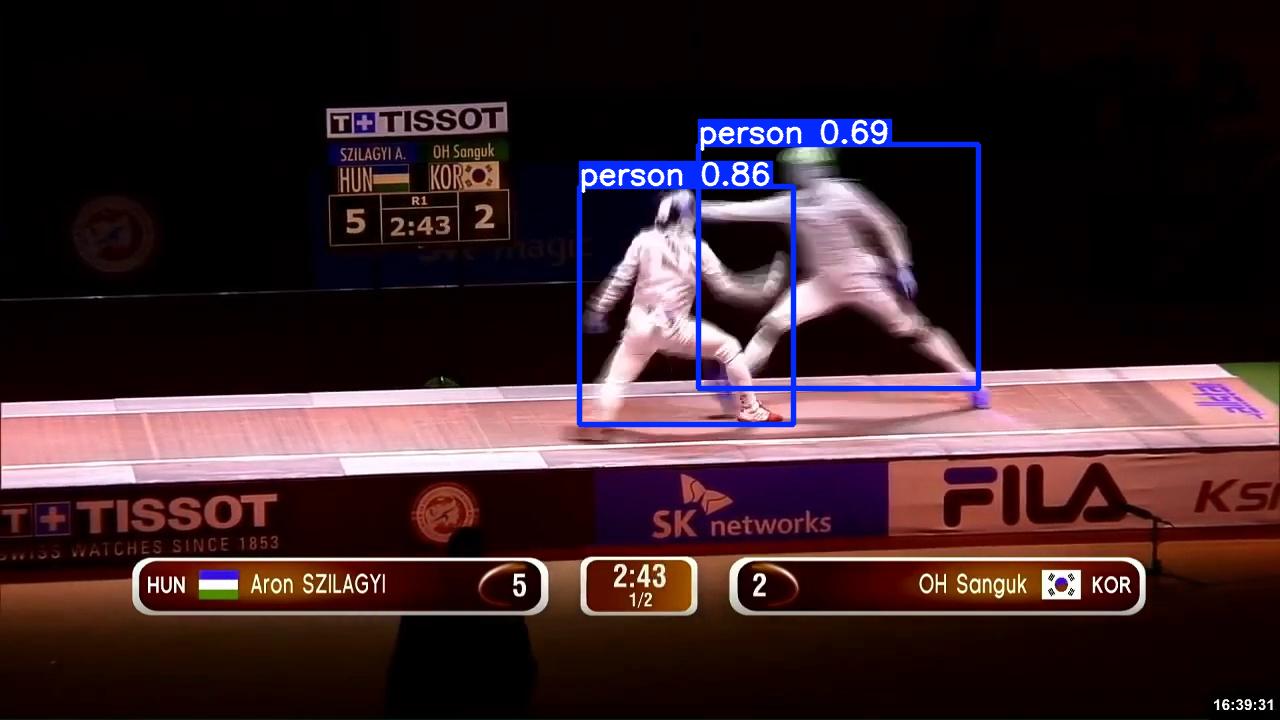 T+ TISSOT
SZILAGYI A. OH Sanguk
HUN KOR
R1
5 2:43 2
person 0.69
person 0.86
T+ TISSOT
SWISS WATCHES SINCE 1853
SK networks
FILA
HUN Aron SZILAGYI 5
2:43
1/2
2 OH Sanguk KOR
16:39:31